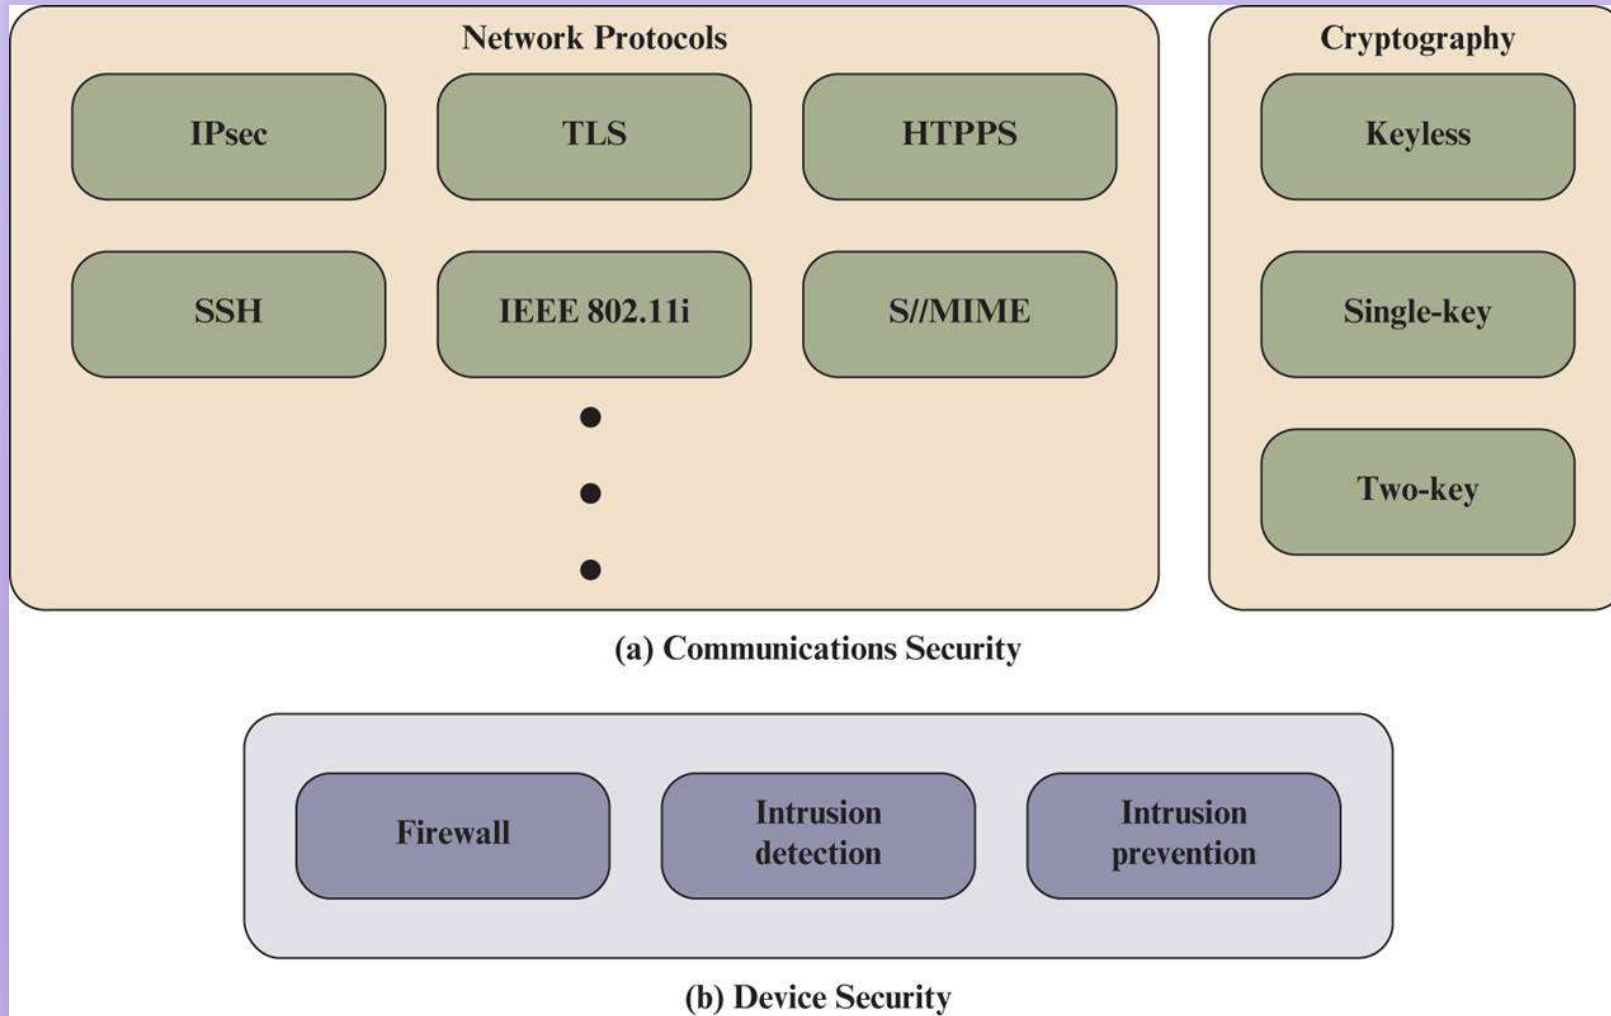 Network Protocols
Cryptography
IPsec
TLS
HTPPS
Keyless
SSH
IEEE 802.11i
S//MIME
Single-key
Two-key
(a) Communications Security
Firewall
Intrusion
detection
Intrusion
prevention
(b) Device Security